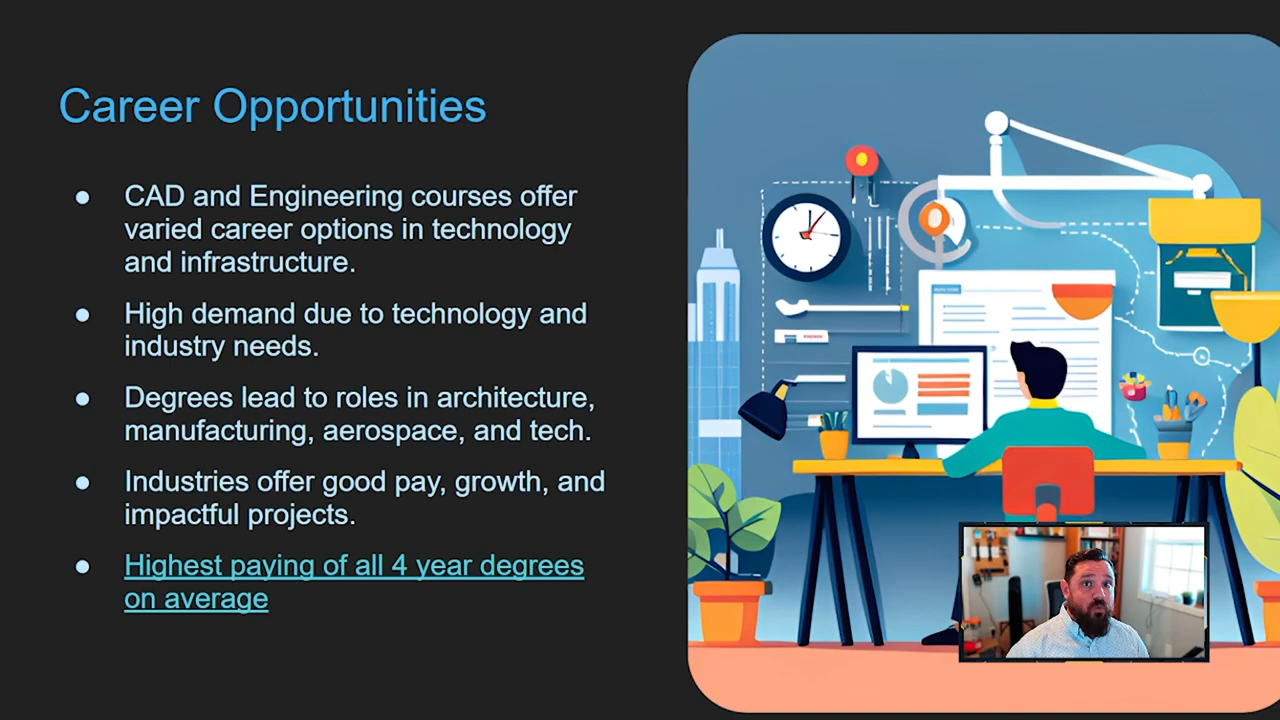 Career Opportunities
● CAD and Engineering courses offer
varied career options in technology
and infrastructure.
● High demand due to technology and
industry needs.
● Degrees lead to roles in architecture,
manufacturing, aerospace, and tech.
● Industries offer good pay, growth, and
impactful projects.
● Highest paying of all 4 year degrees
on average